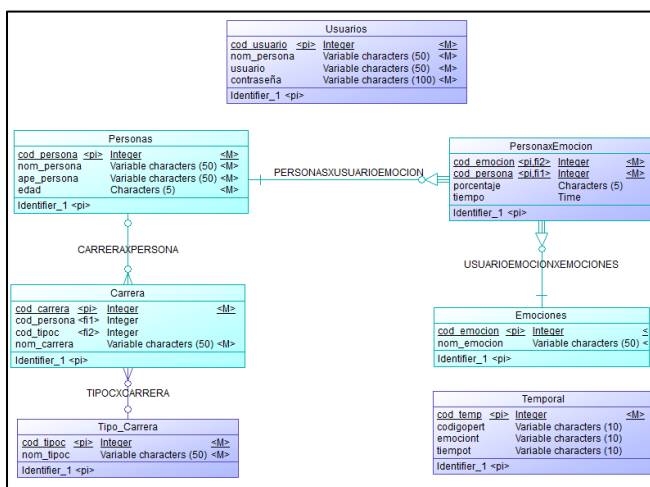 Usuarios
cod_usuario <pi> Integer <M>
nom_persona Variable characters (50) <M>
usuario Variable characters (50) <M>
contraseña Variable characters (100) <M>
Identifier_1 <pi>
Personas
cod_persona <pi> Integer <M>
nom_persona Variable characters (50) <M>
ape_persona Variable characters (50) <M>
edad Characters (5) <M>
Identifier_1 <pi>
PERSONASXUSUARIOEMOCION
PersonaxEmocion
cod_emocion <pi,fi2> Integer <M>
cod_persona <pi,fi1> Integer <M>
porcentaje Characters (5)
tiempo Time
Identifier_1 <pi>
CARRERAXPERSONA
USUARIOEMOCIONXEMOCIONES
Carrera
cod_carrera <pi> Integer <M>
cod_persona <fi1> Integer
cod_tipoc <fi2> Integer
nom_carrera Variable characters (50) <M>
Identifier_1 <pi>
Emociones
cod_emocion <pi> Integer <
nom_emocion Variable characters (50) <
Identifier_1 <pi>
TIPOCXCARRERA
Tipo_Carrera
cod_tipoc <pi> Integer <M>
nom_tipoc Variable characters (50) <M>
Identifier_1 <pi>
Temporal
cod_temp <pi> Integer <M>
codigopert Variable characters (10)
emociont Variable characters (10)
tiempot Variable characters (10)
Identifier_1 <pi>